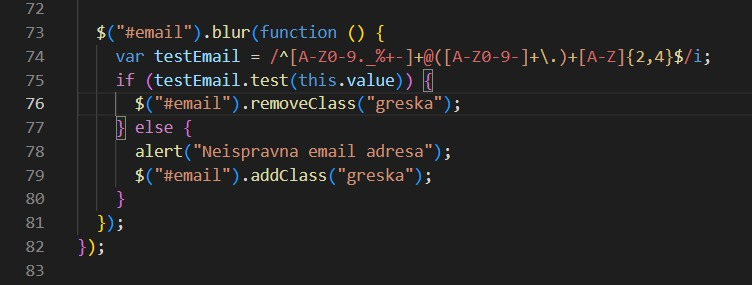 72
73 $("#email").blur(function () {
74 var testEmail = /^[A-Z0-9._%+-]+@([A-Z0-9-]+\.)+[A-Z]{2,4}$/i;
75 if (testEmail.test(this.value)) {
76 $("#email").removeClass("greska");
77 } else {
78 alert("Neispravna email adresa");
79 $("#email").addClass("greska");
80 }
81 });
82 });
83